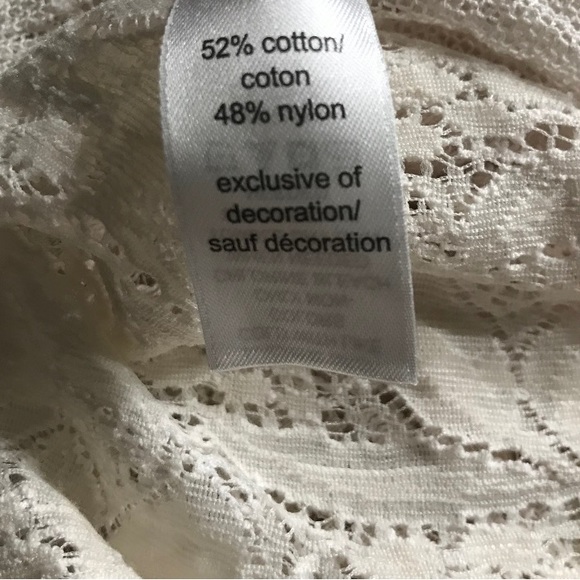 52% cotton/
coton
48% nylon
exclusive of
decoration/
sauf décoration